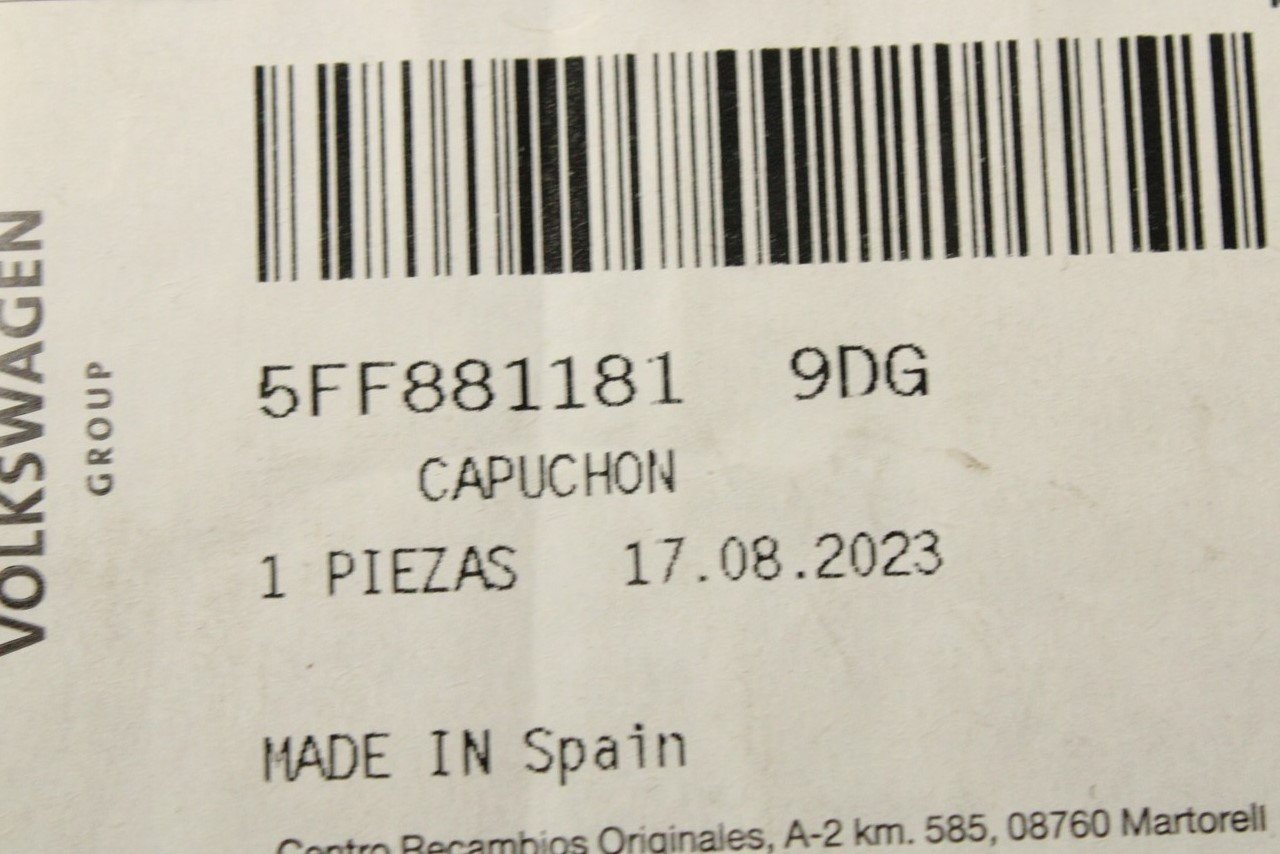 VOLKSWAGEN
GROUP
5FF881181 9DG
CAPUCHON
1 PIEZAS 17.08.2023
MADE IN Spain
Centro Recambios Originales, A-2 km. 585, 08760 Martorell